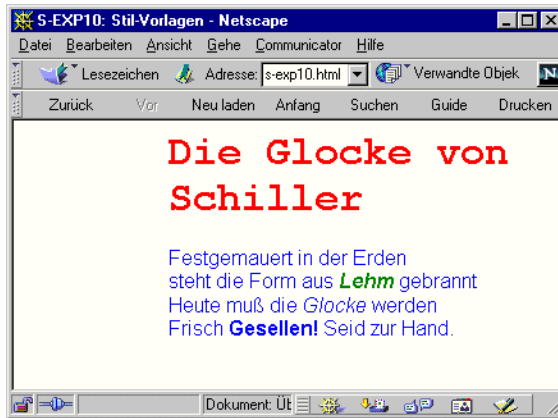 S-EXP10: Stil-Vorlagen - Netscape
Datei Bearbeiten Ansicht Gehe Communicator Hilfe
Lesezeichen Adresse: s-exp10.html Verwandte Objek N
Zurück Vor Neu laden Anfang Suchen Guide Drucken
Die Glocke von
Schiller
Festgemauert in der Erden
steht die Form aus Lehm gebrannt
Heute muß die Glocke werden
Frisch Gesellen! Seid zur Hand.
Dokument: Üt